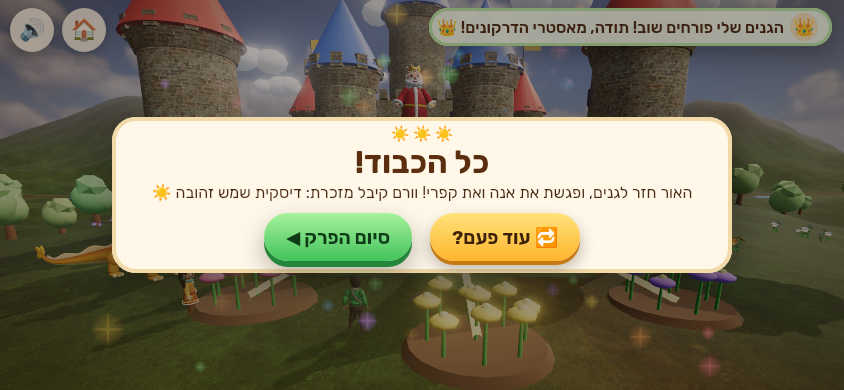 הגנים שלי פורחים שוב! תודה, מאסטרי הדרקונים!
כל הכבוד!
האור חזר לגנים, ופגשת את אנה ואת קפרי! וורם קיבל מזכרת: דיסקית שמש זהובה
עוד פעם?
סיום הפרק ◀